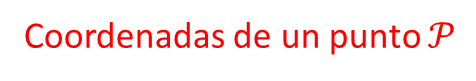 Coordenadas de un punto 𝒫